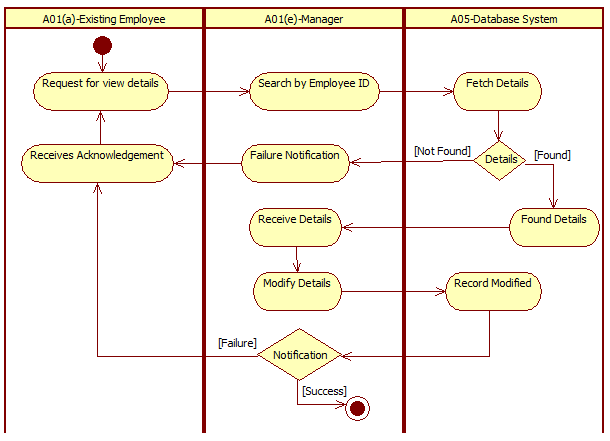 A01(a)-Existing Employee
A01(e)-Manager
A05-Database System
Request for view details
Search by Employee ID
Fetch Details
[Not Found]
Details
[Found]
Receives Acknowledgement
Failure Notification
Receive Details
Found Details
Modify Details
Record Modified
[Failure]
Notification
[Success]